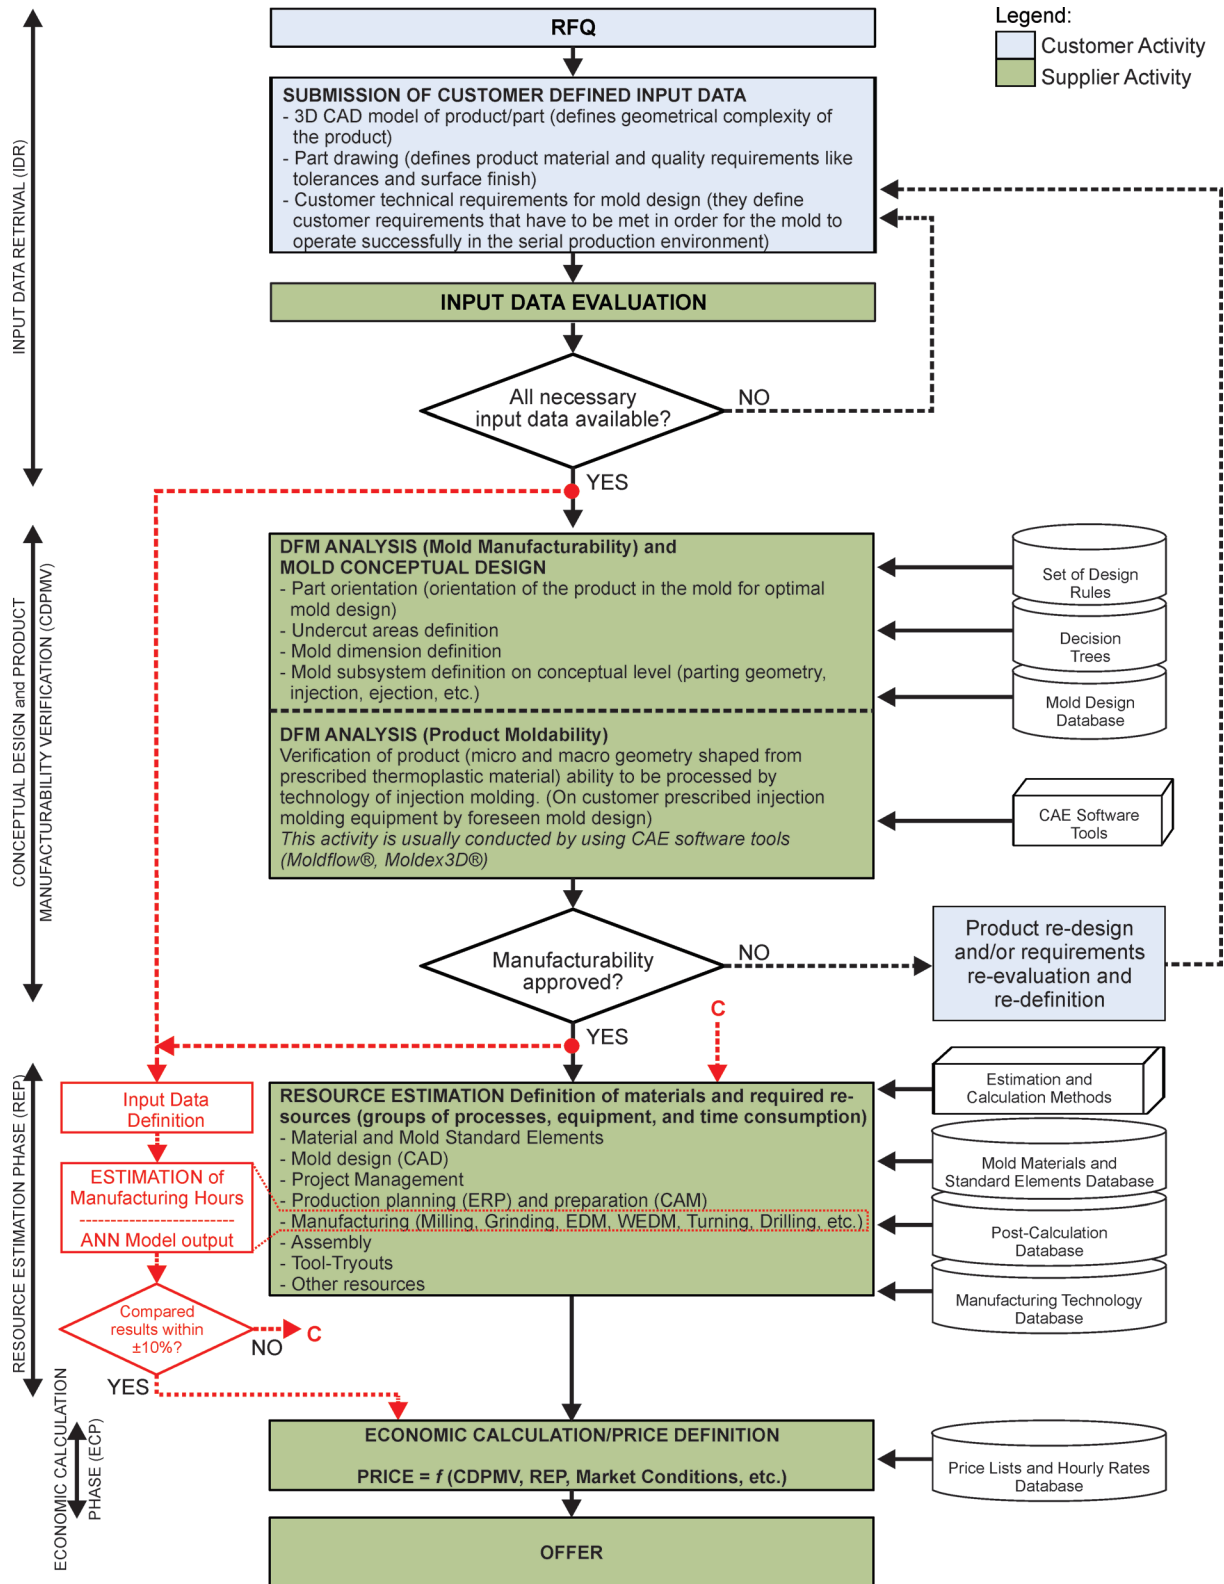 Legend:
Customer Activity
Supplier Activity
RFQ
SUBMISSION OF CUSTOMER DEFINED INPUT DATA
- 3D CAD model of product/part (defines geometrical complexity of
the product)
- Part drawing (defines product material and quality requirements like
tolerances and surface finish)
- Customer technical requirements for mold design (they define
customer requirements that have to be met in order for the mold to
operate successfully in the serial production environment)
INPUT DATA RETRIVAL (IDR)
INPUT DATA EVALUATION
All necessary
input data available?
NO
YES
CONCEPTUAL DESIGN and PRODUCT
MANUFACTURABILITY VERIFICATION (CDPMV)
DFM ANALYSIS (Mold Manufacturability) and
MOLD CONCEPTUAL DESIGN
- Part orientation (orientation of the product in the mold for optimal
mold design)
- Undercut areas definition
- Mold dimension definition
- Mold subsystem definition on conceptual level (parting geometry,
injection, ejection, etc.)
Set of Design
Rules
Decision
Trees
Mold Design
Database
DFM ANALYSIS (Product Moldability)
Verification of product (micro and macro geometry shaped from
prescribed thermoplastic material) ability to be processed by
technology of injection molding. (On customer prescribed injection
molding equipment by foreseen mold design)
This activity is usually conducted by using CAE software tools
(Moldflow®, Moldex3D®)
CAE Software
Tools
Manufacturability
approved?
NO
Product re-design
and/or requirements
re-evaluation and
re-definition
YES
C
RESOURCE ESTIMATION PHASE (REP)
Input Data
Definition
ESTIMATION of
Manufacturing Hours
----------------------
ANN Model output
Compared
results within
±10%?
NO
C
YES
RESOURCE ESTIMATION Definition of materials and required re-
sources (groups of processes, equipment, and time consumption)
- Material and Mold Standard Elements
- Mold design (CAD)
- Project Management
- Production planning (ERP) and preparation (CAM)
- Manufacturing (Milling, Grinding, EDM, WEDM, Turning, Drilling, etc.)
- Assembly
- Tool-Tryouts
- Other resources
Estimation and
Calculation Methods
Mold Materials and
Standard Elements Database
Post-Calculation
Database
Manufacturing Technology
Database
ECONOMIC CALCULATION
PHASE (ECP)
ECONOMIC CALCULATION/PRICE DEFINITION
PRICE = f (CDPMV, REP, Market Conditions, etc.)
Price Lists and Hourly Rates
Database
OFFER